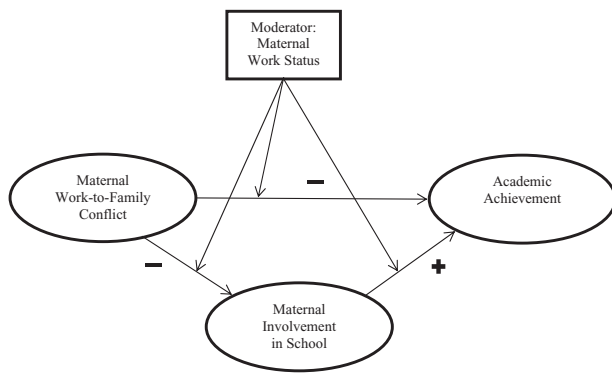 Moderator:
Maternal
Work Status
Maternal
Work-to-Family
Conflict
−
Academic
Achievement
−
+
Maternal
Involvement
in School